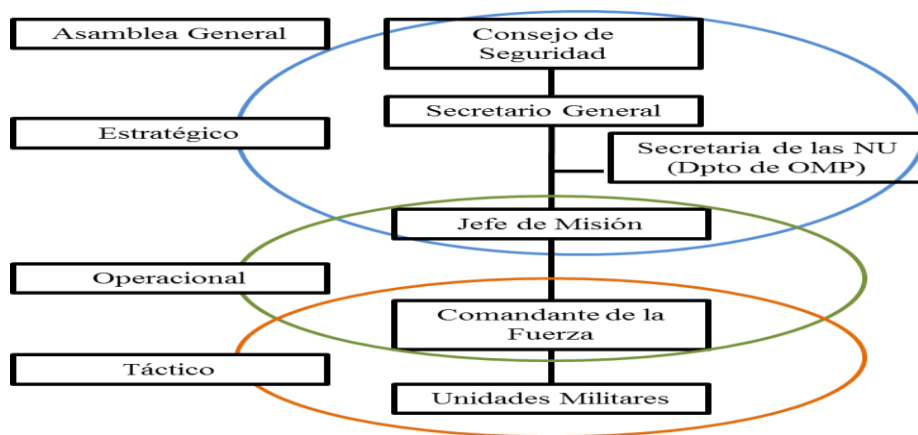 Asamblea General
Consejo de
Seguridad
Secretario General
Estratégico
Secretaria de las NU
(Dpto de OMP)
Jefe de Misión
Operacional
Comandante de la
Fuerza
Táctico
Unidades Militares